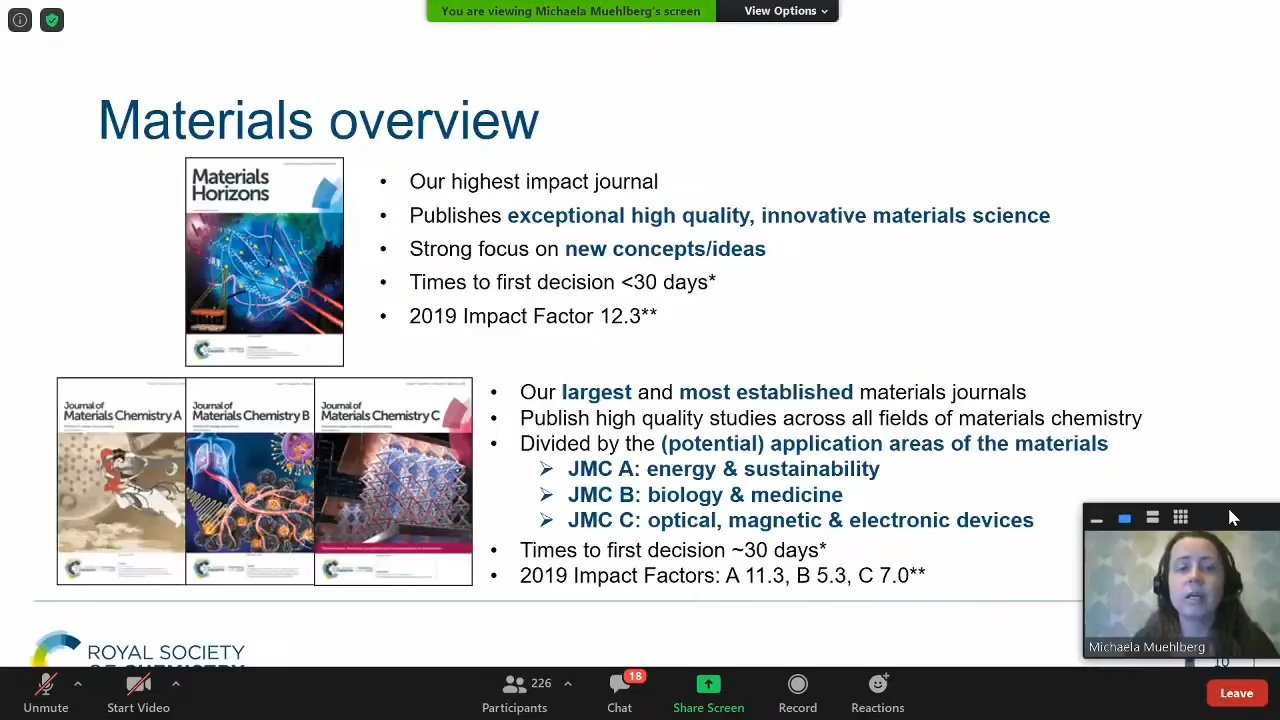 You are viewing Michaela Muehlberg's screen
View Options
Materials overview
Materials
Horizons
• Our highest impact journal
• Publishes exceptional high quality, innovative materials science
• Strong focus on new concepts/ideas
• Times to first decision <30 days*
• 2019 Impact Factor 12.3**
Journal of
Materials Chemistry A
Journal of
Materials Chemistry B
Journal of
Materials Chemistry C
• Our largest and most established materials journals
• Publish high quality studies across all fields of materials chemistry
• Divided by the (potential) application areas of the materials
➢ JMC A: energy & sustainability
➢ JMC B: biology & medicine
➢ JMC C: optical, magnetic & electronic devices
• Times to first decision ~30 days*
• 2019 Impact Factors: A 11.3, B 5.3, C 7.0**
Michaela Muehlberg
ROYAL SOCIETY
OF CHEMISTRY
10
Unmute
Start Video
226
Participants
18
Chat
Share Screen
Record
Reactions
Leave